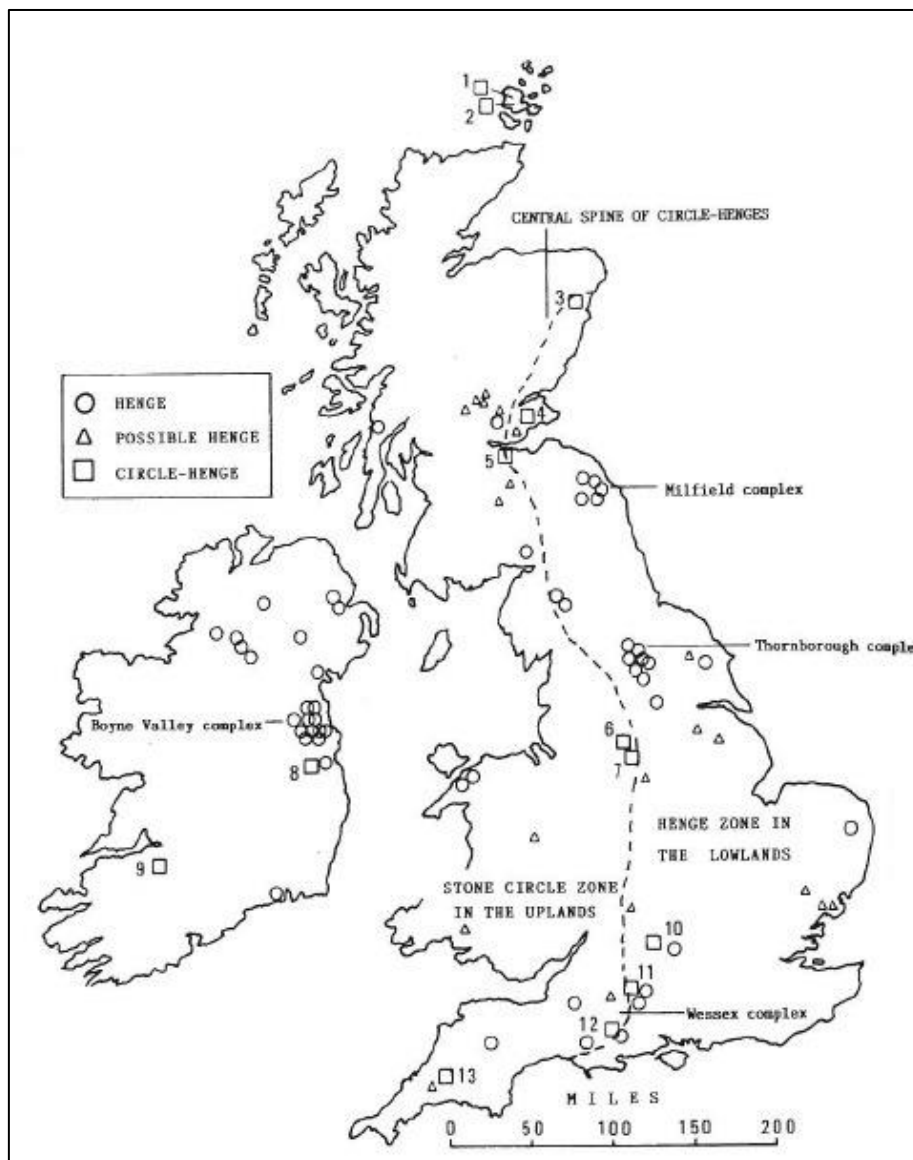 1
2
CENTRAL SPINE OF CIRCLE-HENGES
3
HENGE
POSSIBLE HENGE
CIRCLE-HENGE
4
5
Milfield complex
Thornborough comple
Boyne Valley complex
6
7
8
HENGE ZONE IN
THE LOWLANDS
9
STONE CIRCLE ZONE
IN THE UPLANDS
10
11
Wessex complex
12
13
MILES
0 50 100 150 200